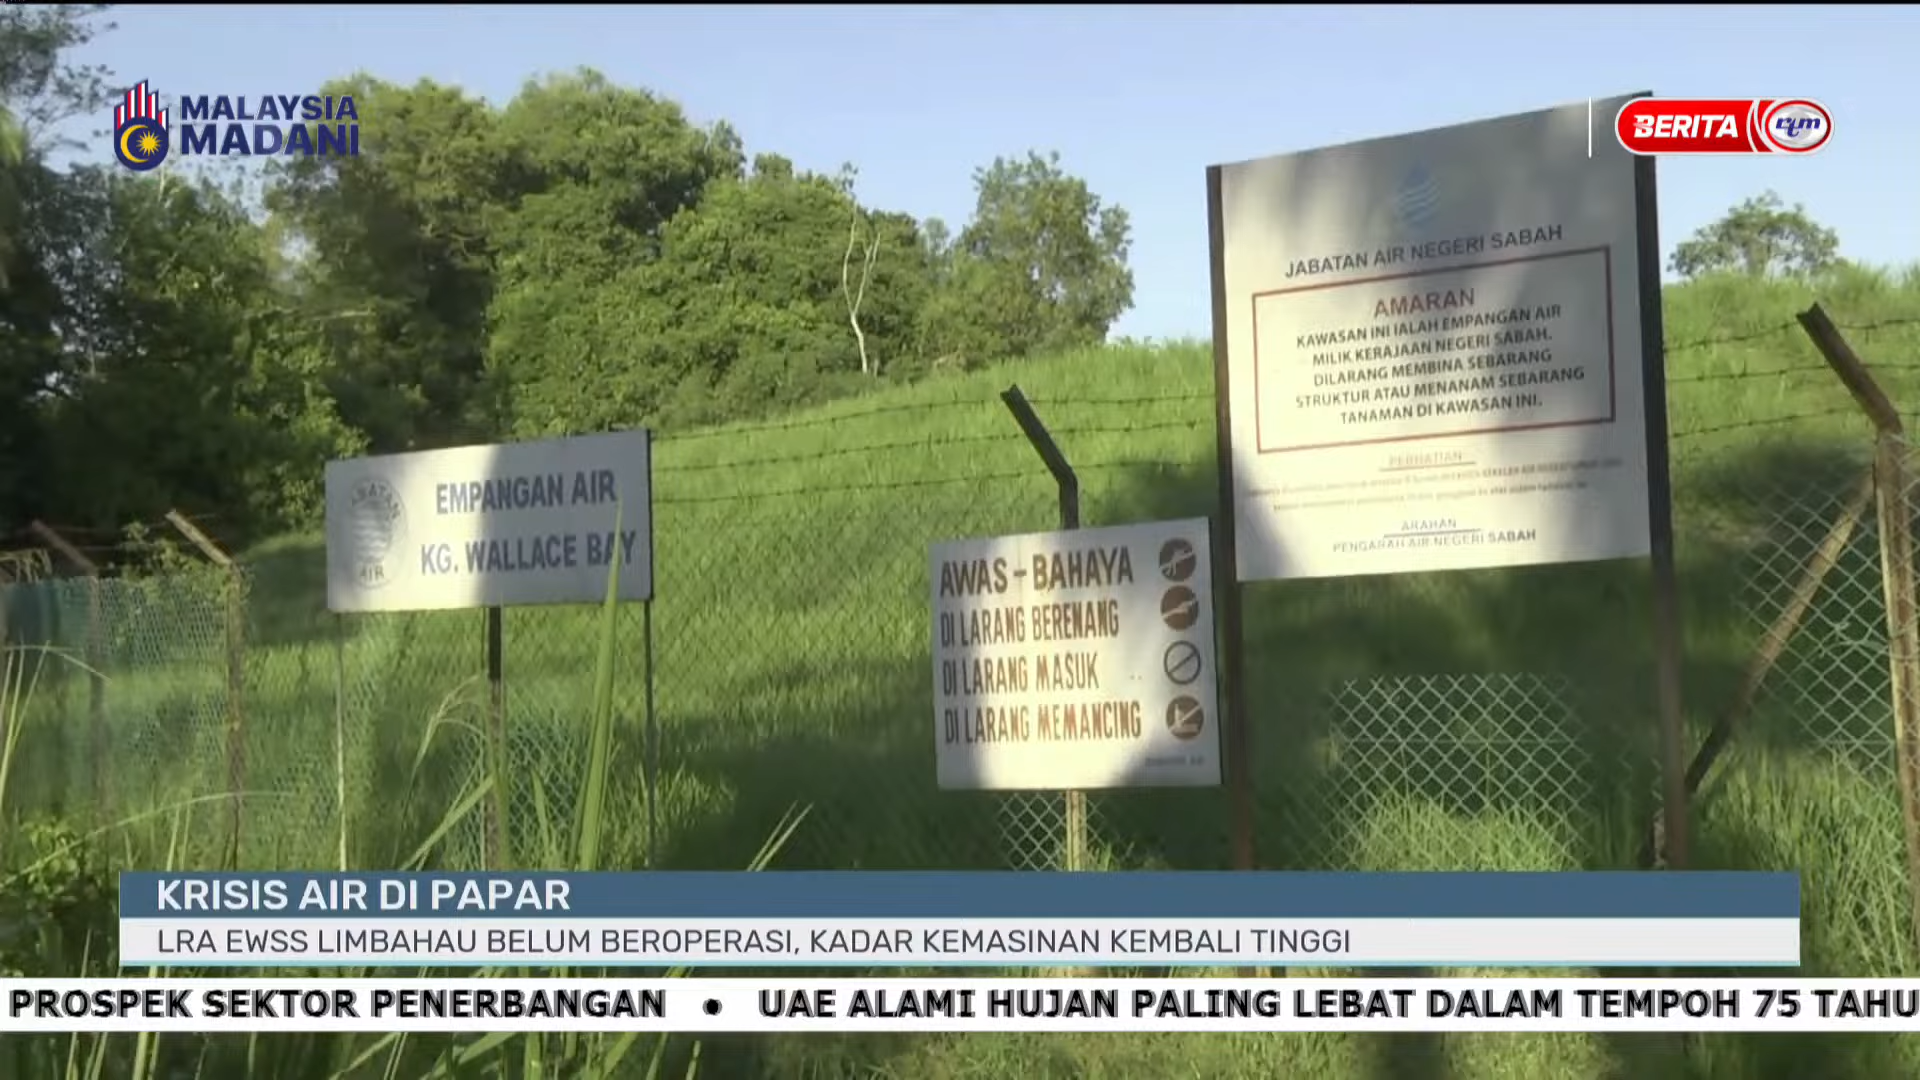 MALAYSIA
MADANI
BERITA rtm
JABATAN AIR NEGERI SABAH
AMARAN
KAWASAN INI IALAH EMPANGAN AIR
MILIK KERAJAAN NEGERI SABAH.
DILARANG MEMBINA SEBARANG
STRUKTUR ATAU MENANAM SEBARANG
TANAMAN DI KAWASAN INI.
PERHATIAN
ARAHAN
PENGARAH AIR NEGERI SABAH
JABATAN
AIR
EMPANGAN AIR
KG. WALLACE BAY
AWAS - BAHAYA
DI LARANG BERENANG
DI LARANG MASUK
DI LARANG MEMANCING
KRISIS AIR DI PAPAR
LRA EWSS LIMBAHAU BELUM BEROPERASI, KADAR KEMASINAN KEMBALI TINGGI
PROSPEK SEKTOR PENERBANGAN • UAE ALAMI HUJAN PALING LEBAT DALAM TEMPOH 75 TAHU